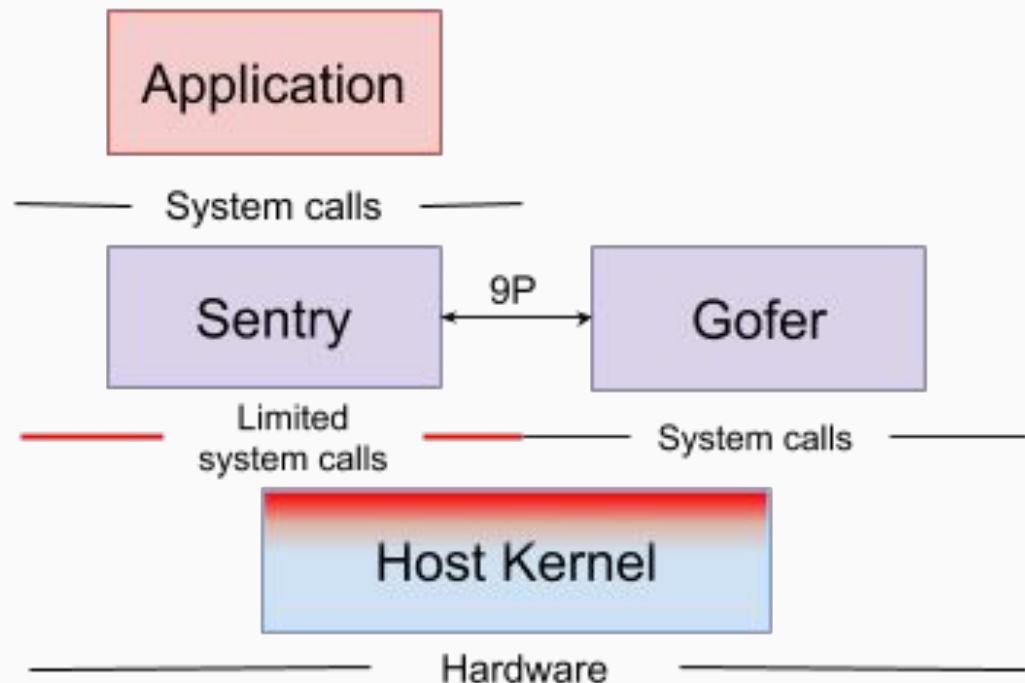 Application
System calls
Sentry
9P
Gofer
Limited
system calls
System calls
Host Kernel
Hardware